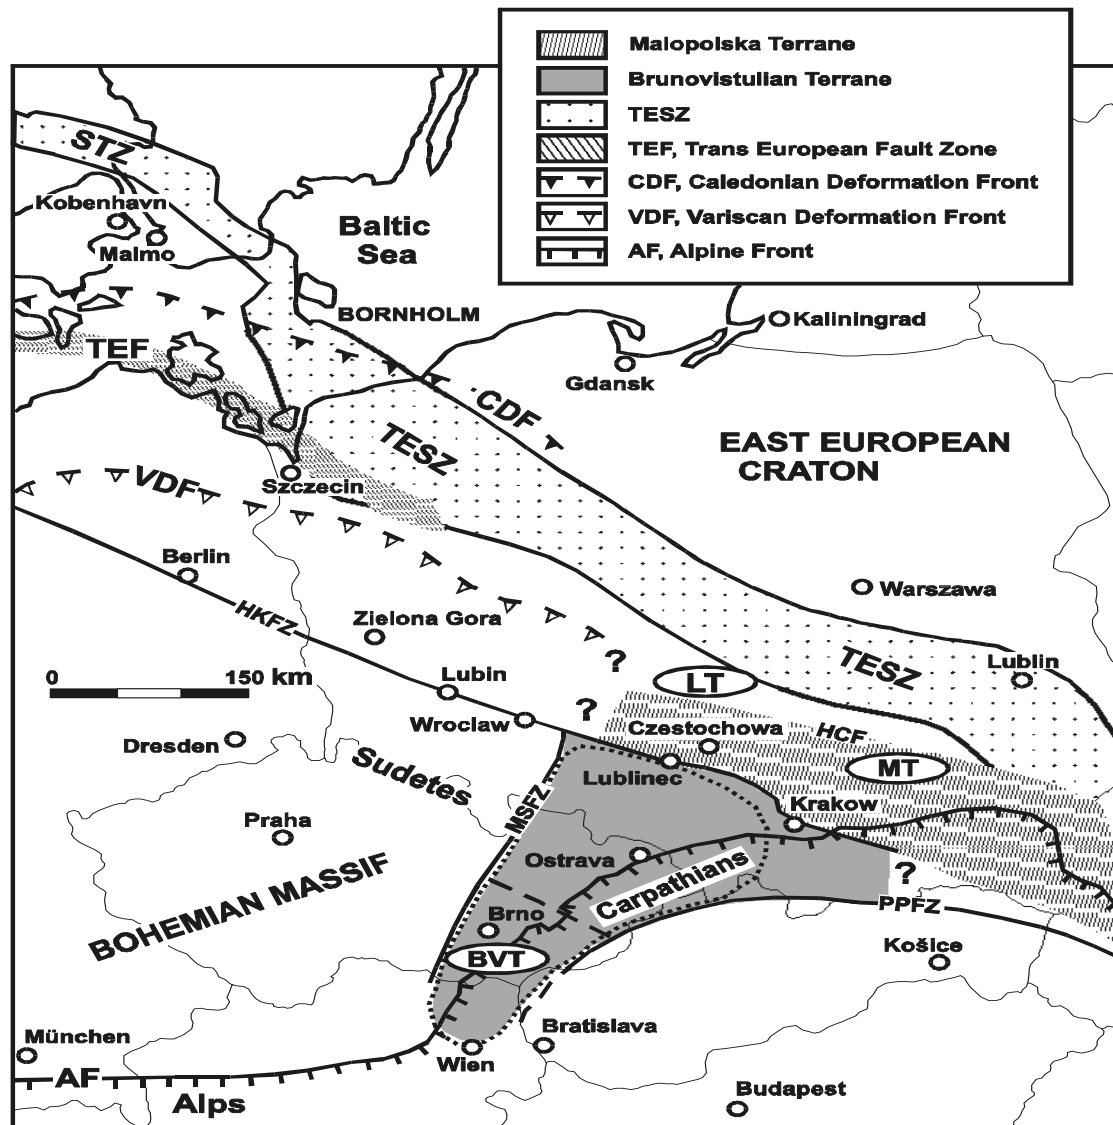 Malopolska Terrane
Brunovistulian Terrane
TESZ
TEF, Trans European Fault Zone
CDF, Caledonian Deformation Front
VDF, Variscan Deformation Front
AF, Alpine Front
STZ
Kobenhavn
Malmo
Baltic
Sea
BORNHOLM
Kaliningrad
TEF
Gdansk
CDF
TESZ
EAST EUROPEAN
CRATON
VDF
Szczecin
Berlin
Warszawa
HKFZ
Zielona Gora
?
TESZ
Lublin
0
150 km
Lubin
LT
?
Wroclaw
Czestochowa
HCF
Dresden
Sudetes
Lublinec
MT
MSFZ
Krakow
Praha
Ostrava
Carpathians
?
BOHEMIAN MASSIF
Brno
PPFZ
BVT
Košice
München
Bratislava
Wien
AF
Alps
Budapest